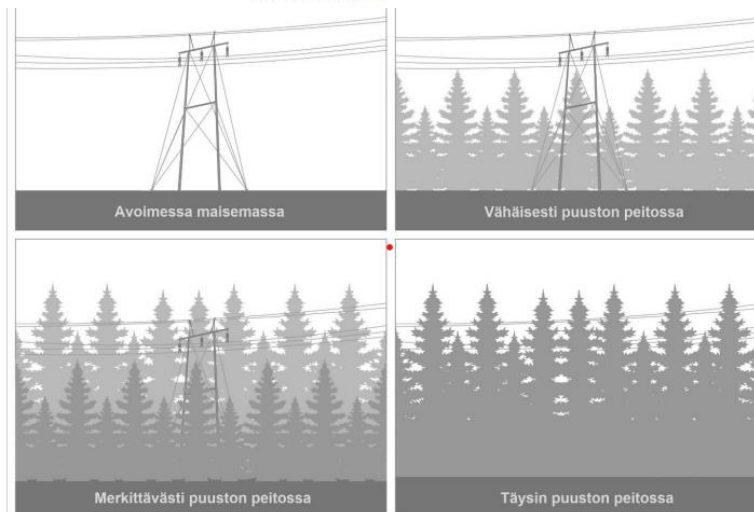 Avoimessa maisemassa
Vähäisesti puuston peitossa
Merkittävästi puuston peitossa
Täysin puuston peitossa